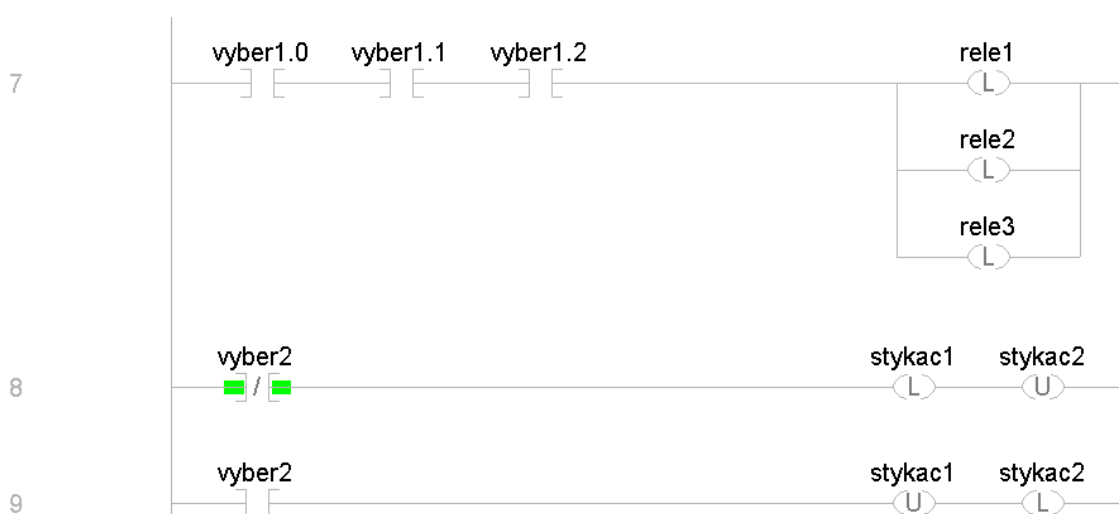 vyber1.0 vyber1.1 vyber1.2 rele1
7 L
rele2
L
rele3
L
vyber2 stykac1 stykac2
8 / L U
vyber2 stykac1 stykac2
9 U L